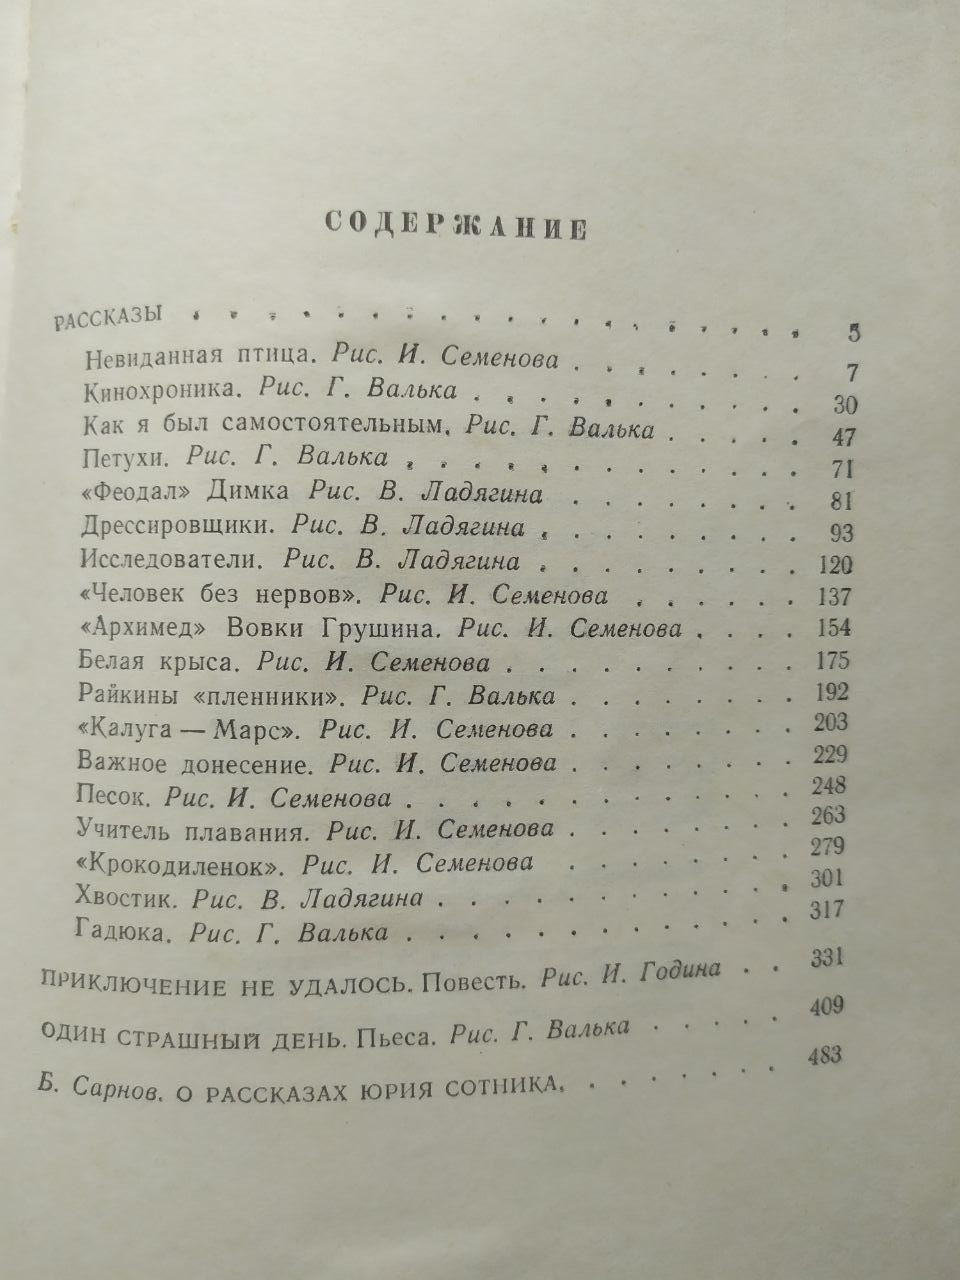 СОДЕРЖАНИЕ
РАССКАЗЫ . . . . . . . . . . . . . . . . . . 5
Невиданная птица. Рис. И. Семенова . . . . . . . 7
Кинохроника. Рис. Г. Валька . . . . . . . . . . 30
Как я был самостоятельным. Рис. Г. Валька . . . . . 47
Петухи. Рис. Г. Валька . . . . . . . . . . . . 71
«Феодал» Димка Рис. В. Ладягина . . . . . . . . 81
Дрессировщики. Рис. В. Ладягина . . . . . . . . 93
Исследователи. Рис. В. Ладягина . . . . . . . . 120
«Человек без нервов». Рис. И. Семенова . . . . . . 137
«Архимед» Вовки Грушина. Рис. И. Семенова . . . . 154
Белая крыса. Рис. И. Семенова . . . . . . . . . 175
Райкины «пленники». Рис. Г. Валька . . . . . . . 192
«Калуга — Марс». Рис. И. Семенова . . . . . . . 203
Важное донесение. Рис. И. Семенова . . . . . . . 229
Песок. Рис. И. Семенова . . . . . . . . . . . . 248
Учитель плавания. Рис. И. Семенова . . . . . . . 263
«Крокодиленок». Рис. И. Семенова . . . . . . . 279
Хвостик. Рис. В. Ладягина . . . . . . . . . . . 301
Гадюка. Рис. Г. Валька . . . . . . . . . . . . 317
ПРИКЛЮЧЕНИЕ НЕ УДАЛОСЬ. Повесть. Рис. И. Година . . 331
ОДИН СТРАШНЫЙ ДЕНЬ. Пьеса. Рис. Г. Валька . . . . . 409
Б. Сарнов. О РАССКАЗАХ ЮРИЯ СОТНИКА. . . . . . . . 483